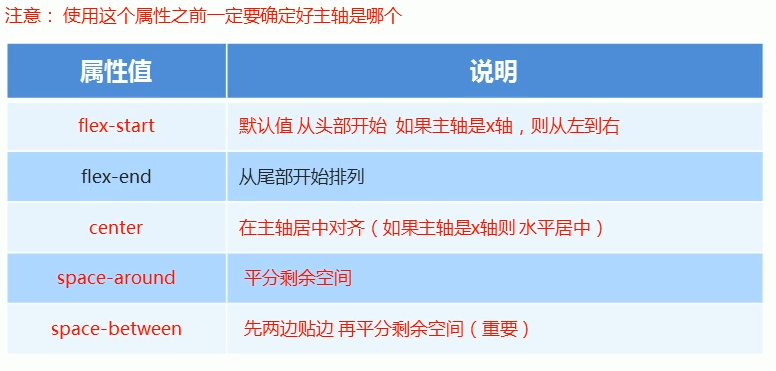 注意： 使用这个属性之前一定要确定好主轴是哪个
属性值 说明
flex-start 默认值 从头部开始 如果主轴是x轴，则从左到右
flex-end 从尾部开始排列
center 在主轴居中对齐（如果主轴是x轴则 水平居中）
space-around 平分剩余空间
space-between 先两边贴边 再平分剩余空间（重要）